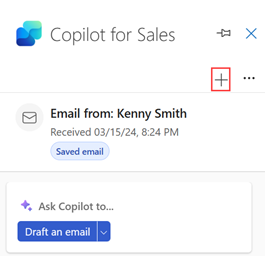 Copilot for Sales
Email from: Kenny Smith
Received 03/15/24, 8:24 PM
Saved email
Ask Copilot to...
Draft an email